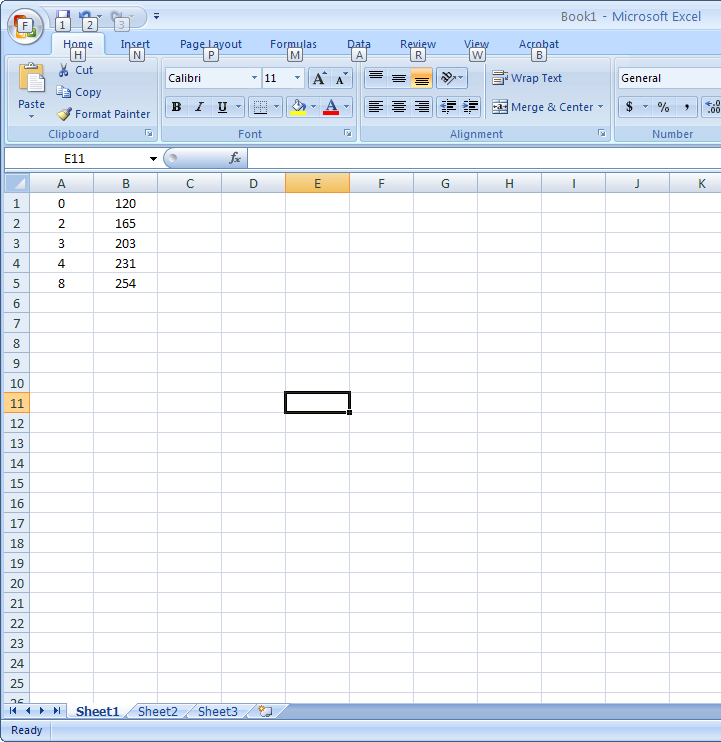 Book1 - Microsoft Excel
F 1 2 3
Home Insert Page Layout Formulas Data Review View Acrobat
H N P M A R W B
Cut
Copy
Format Painter
Paste
Calibri 11 A A
B I U A
Wrap Text
Merge & Center
General
$ % , .00
Clipboard Font Alignment Number
E11 fx
A B C D E F G H I J K
1 0 120
2 2 165
3 3 203
4 4 231
5 8 254
6
7
8
9
10
11
12
13
14
15
16
17
18
19
20
21
22
23
24
25
26
Sheet1 Sheet2 Sheet3
Ready